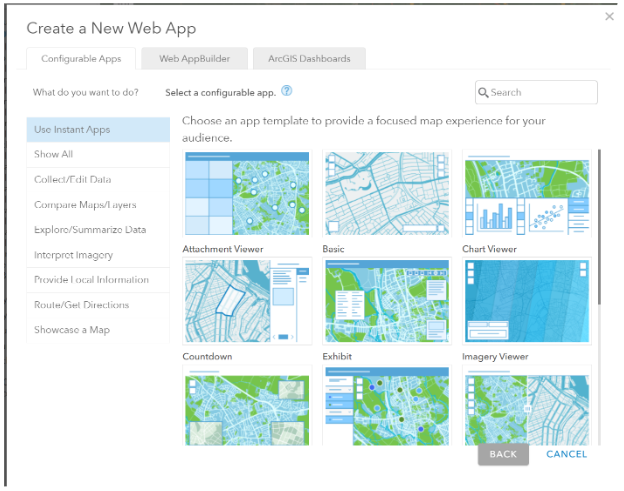 Create a New Web App
Configurable Apps
Web AppBuilder
ArcGIS Dashboards
What do you want to do?
Select a configurable app.
?
Search
Use Instant Apps
Show All
Collect/Edit Data
Compare Maps/Layers
Explore/Summarize Data
Interpret Imagery
Provide Local Information
Route/Get Directions
Showcase a Map
Choose an app template to provide a focused map experience for your
audience.
Attachment Viewer
Basic
Chart Viewer
Countdown
Exhibit
Imagery Viewer
BACK
CANCEL